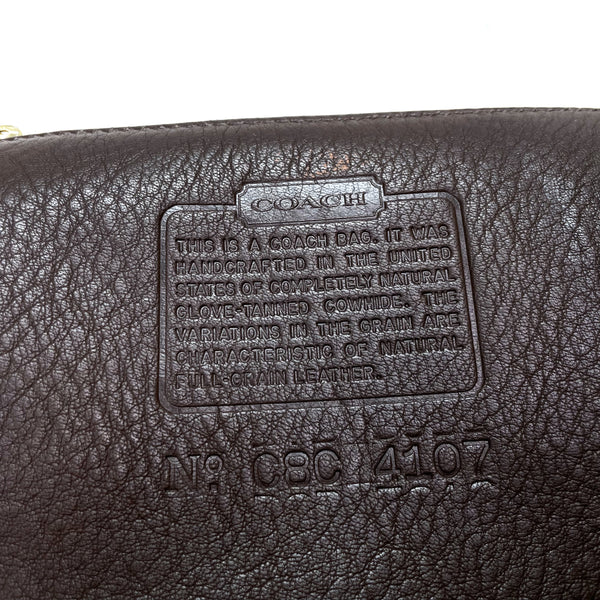 COACH
THIS IS A COACH BAG. IT WAS
HANDCRAFTED IN THE UNITED
STATES OF COMPLETELY NATURAL
GLOVE-TANNED COWHIDE. THE
VARIATIONS IN THE GRAIN ARE
CHARACTERISTIC OF NATURAL
FULL-GRAIN LEATHER.
No C8C 4107